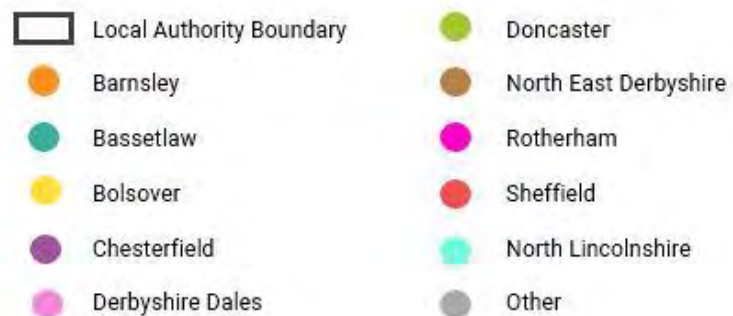 Local Authority Boundary
Barnsley
Bassetlaw
Bolsover
Chesterfield
Derbyshire Dales
Doncaster
North East Derbyshire
Rotherham
Sheffield
North Lincolnshire
Other